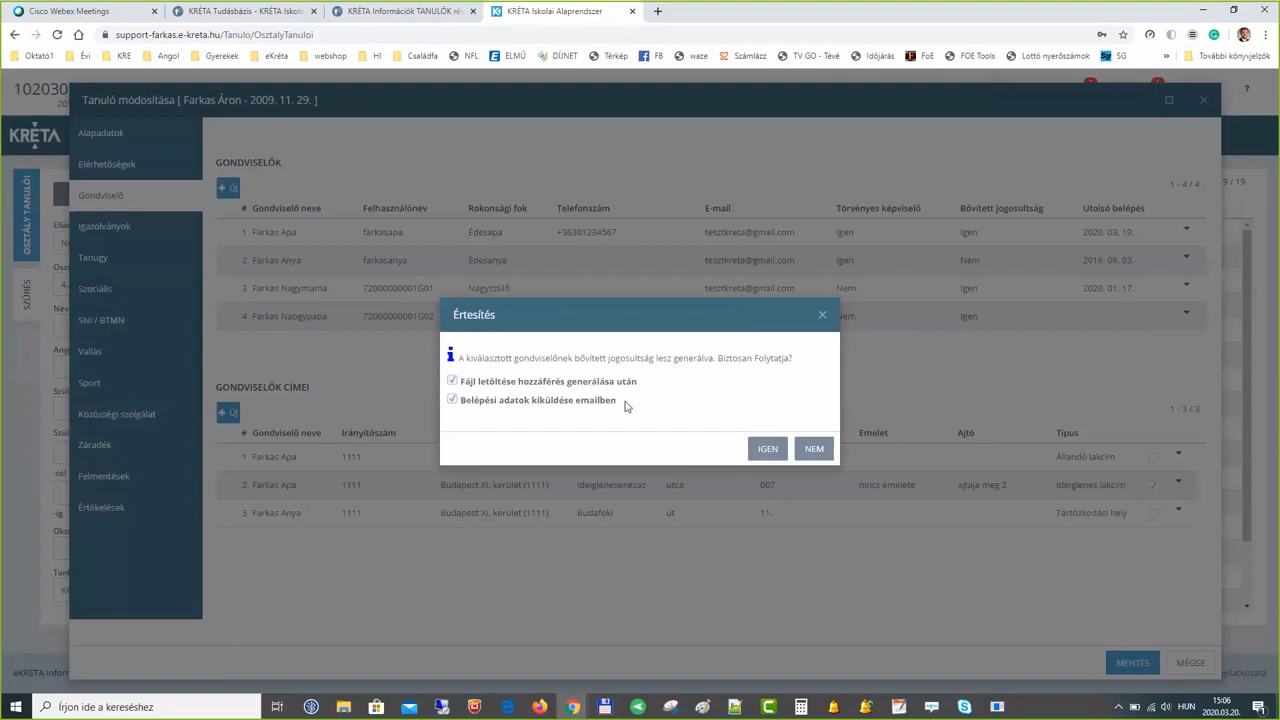 Cisco Webex Meetings
KRÉTA Tudásbázis - KRÉTA Iskola
KRÉTA Információk TANULÓK rés
KRÉTA Iskolai Alaprendszer
support-farkas.e-kreta.hu/Tanulo/OsztalyTanuloi
Oktató1 Évi KRE Angol Gyerekek eKréta webshop HI Családfa NFL ELMŰ DÜNET Térkép FB waze Számlázz TV GO - Tévé Időjárás FoE FOE Tools Lottó nyerőszámok SG » További könyvjelzők
102030
Tanuló módosítása [ Farkas Áron - 2009. 11. 29. ]
KRÉTA
OSZTÁLY TANULÓI
SZŰRÉS
Alapadatok
Elérhetőségek
Gondviselő
Igazolványok
Tanügy
Szociális
SNI / BTMN
Vallás
Sport
Közösségi szolgálat
Záradék
Felmentések
Értékelések
GONDVISELŐK
+ ÚJ
1 - 4 / 4
# Gondviselő neve Felhasználónév Rokonsági fok Telefonszám E-mail Törvényes képviselő Bővített jogosultság Utolsó belépés
1 Farkas Apa farkasapa Édesapa +36301234567 tesztkreta@gmail.com Igen Igen 2020. 03. 19.
2 Farkas Anya farkasanya Édesanya tesztkreta@gmail.com Igen Nem 2019. 09. 03.
3 Farkas Nagymama 72000000001G01 Nagyszülő tesztkreta@gmail.com Nem Igen 2020. 01. 17.
4 Farkas Napgypapa 72000000001G02 Nem Igen
Értesítés
A kiválasztott gondviselőnek bővített jogosultság lesz generálva. Biztosan Folytatja?
Fájl letöltése hozzáférés generálása után
Belépési adatok kiküldése emailben
IGEN NEM
GONDVISELŐK CÍMEI
+ ÚJ
1 - 3 / 3
# Gondviselő neve Irányítószám Emelet Ajtó Típus
1 Farkas Apa 1111 Állandó lakcím
2 Farkas Apa 1111 Budapest XI. kerület (1111) Ideiglenesenezaz utca 007 nincs emelete ajtaja meg 2 Ideiglenes lakcím
3 Farkas Anya 1111 Budapest XI. kerület (1111) Budafoki út 11. Tartózkodási hely
MENTÉS MÉGSE
eKRÉTA Infor
Írjon ide a kereséshez
HUN
15:06
2020.03.20.